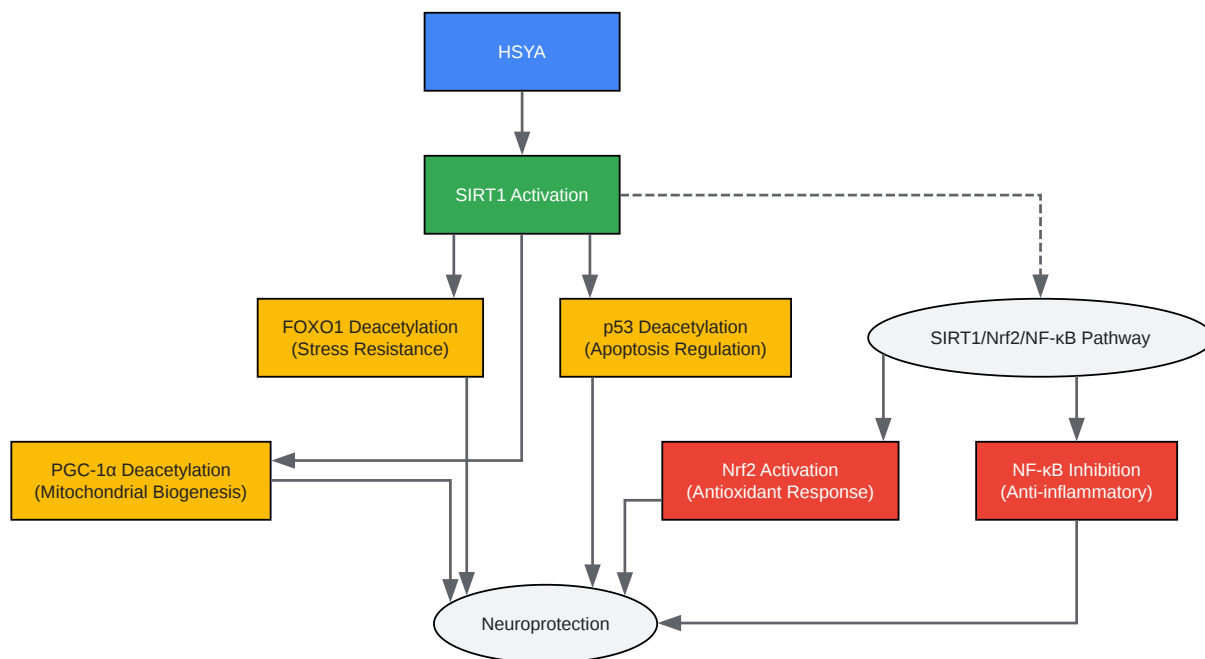 HSYA
SIRT1 Activation
FOXO1 Deacetylation
(Stress Resistance)
p53 Deacetylation
(Apoptosis Regulation)
SIRT1/Nrf2/NF-κB Pathway
PGC-1α Deacetylation
(Mitochondrial Biogenesis)
Nrf2 Activation
(Antioxidant Response)
NF-κB Inhibition
(Anti-inflammatory)
Neuroprotection